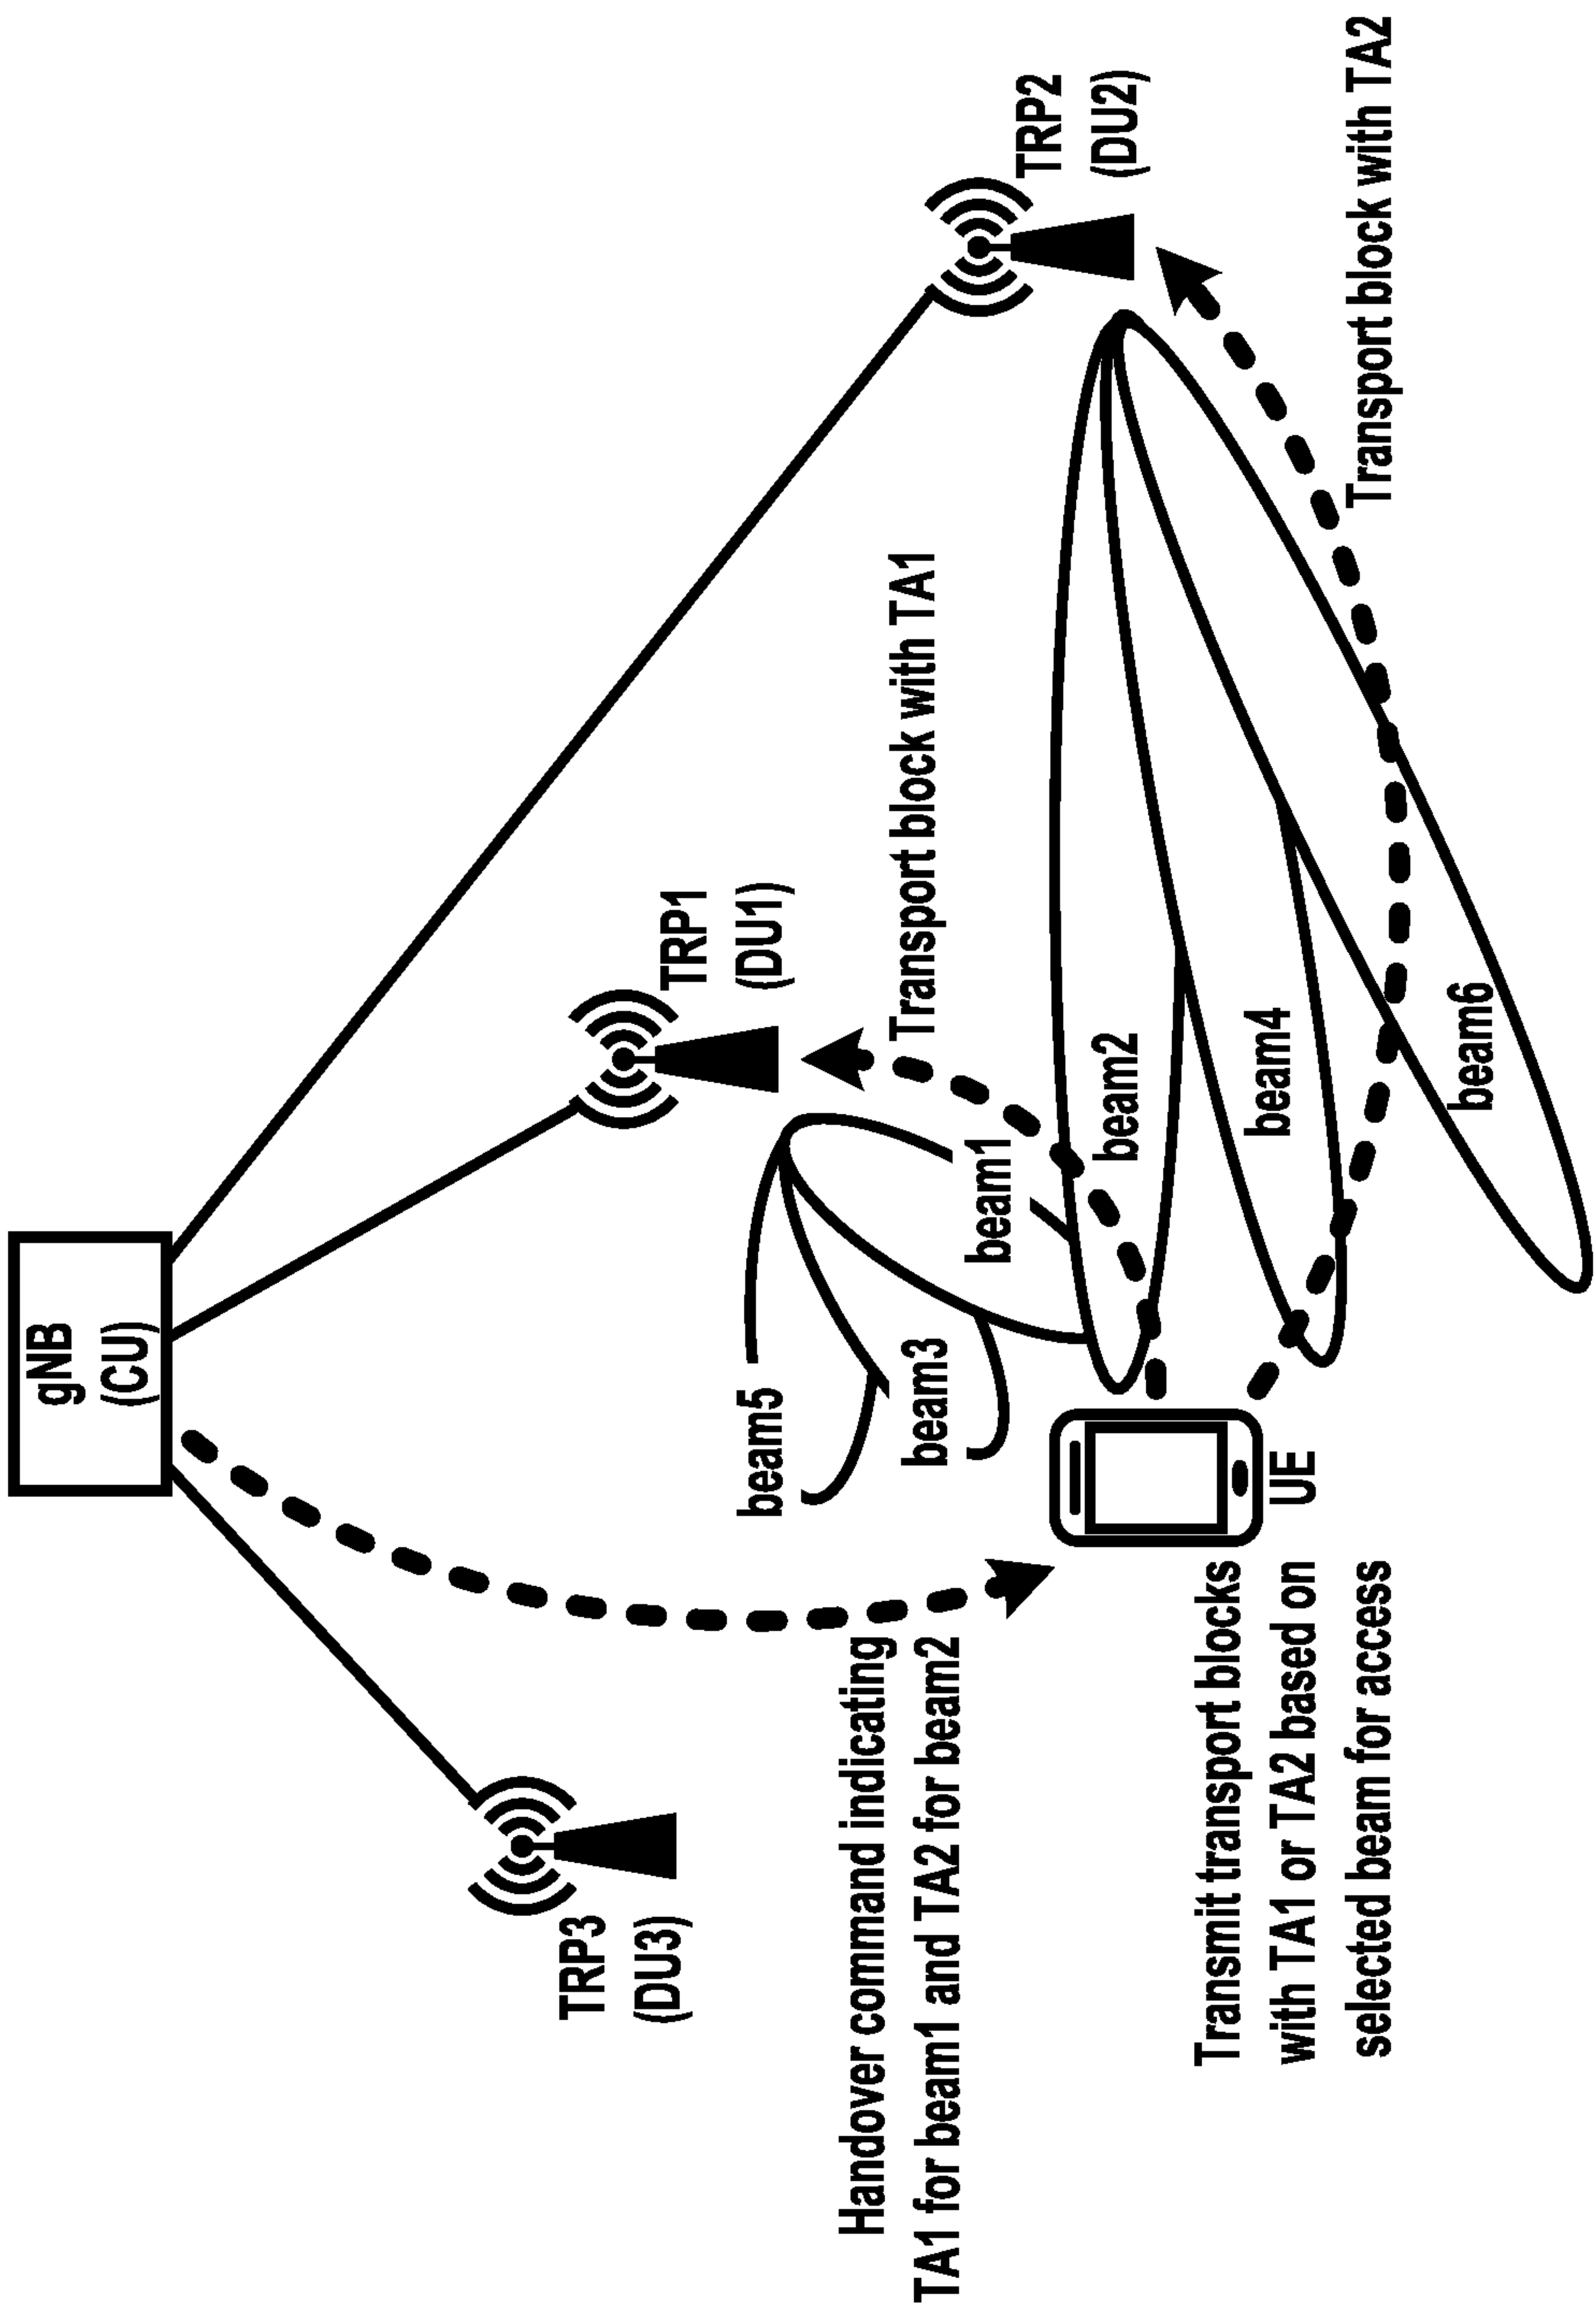 gNB
(CU)
TRP3
(DU3)
TRP1
(DU1)
TRP2
(DU2)
Handover command indicating
TA1 for beam1 and TA2 for beam2
beam5
beam3
beam1
Transport block with TA1
beam2
beam4
beam6
Transport block with TA2
UE
Transmit transport blocks
with TA1 or TA2 based on
selected beam for access